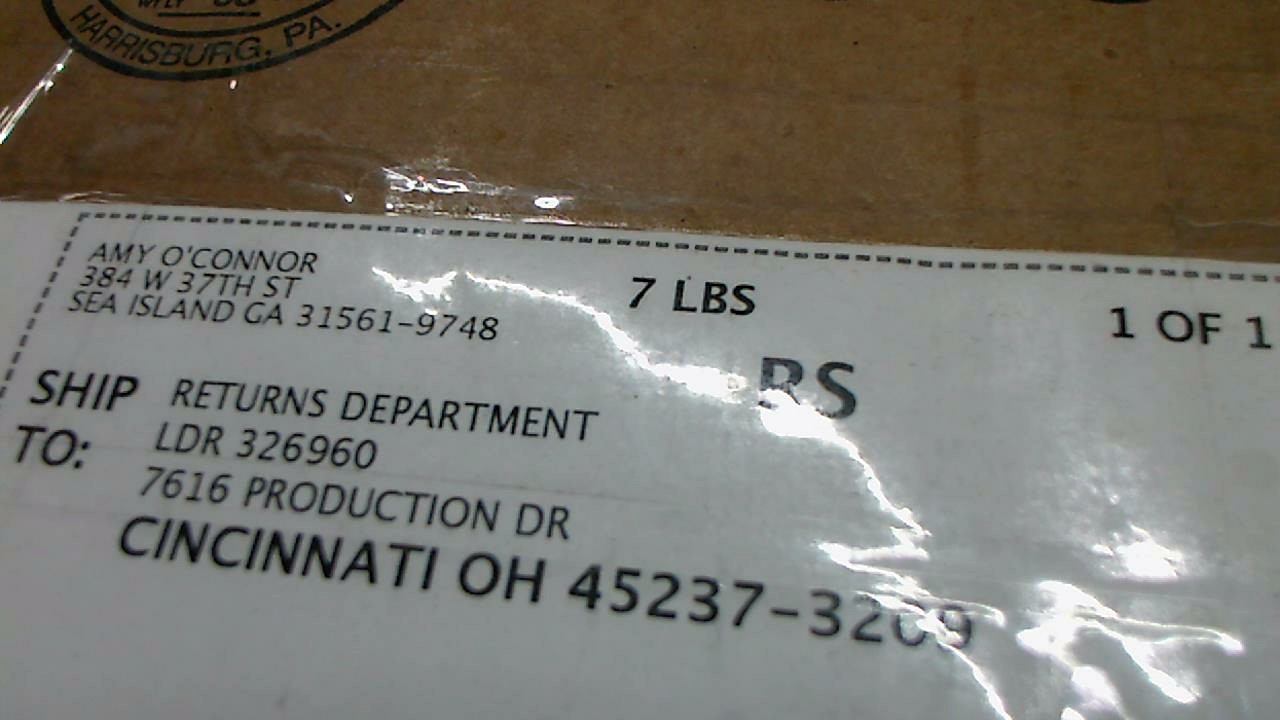 HARRISBURG, PA.
AMY O'CONNOR
384 W 37TH ST
SEA ISLAND GA 31561-9748
7 LBS
1 OF 1
RS
SHIP TO:
RETURNS DEPARTMENT
LDR 326960
7616 PRODUCTION DR
CINCINNATI OH 45237-3209